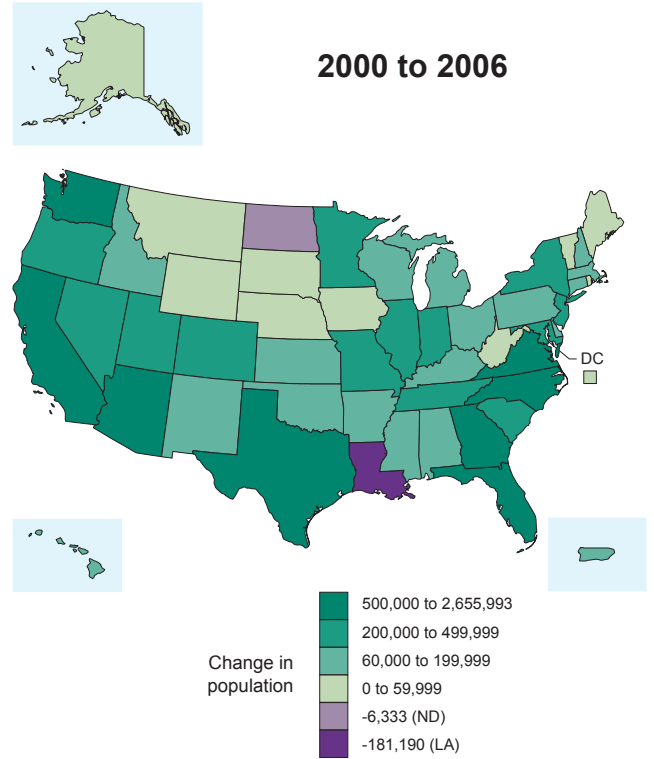 2000 to 2006
DC
Change in
population
500,000 to 2,655,993
200,000 to 499,999
60,000 to 199,999
0 to 59,999
-6,333 (ND)
-181,190 (LA)